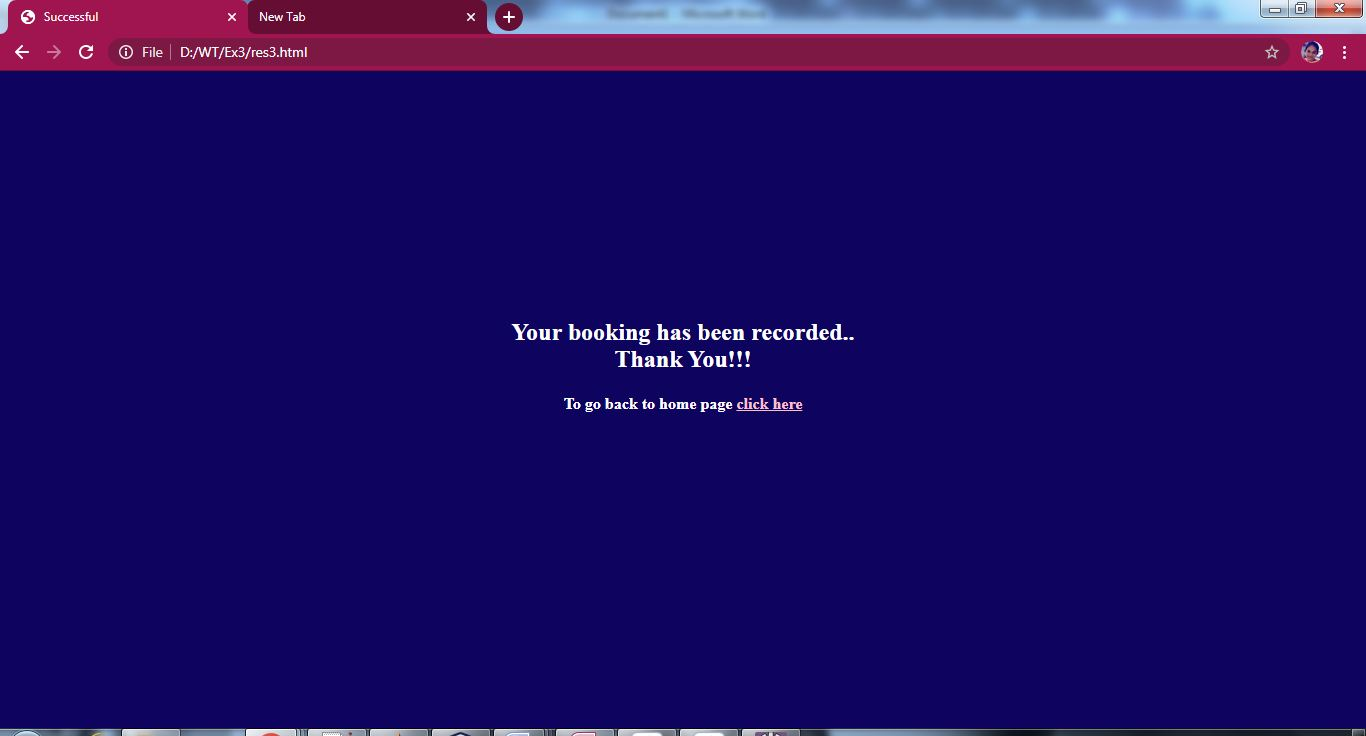 Successful
New Tab
File
D:/WT/Ex3/res3.html
Your booking has been recorded..
Thank You!!!
To go back to home page click here